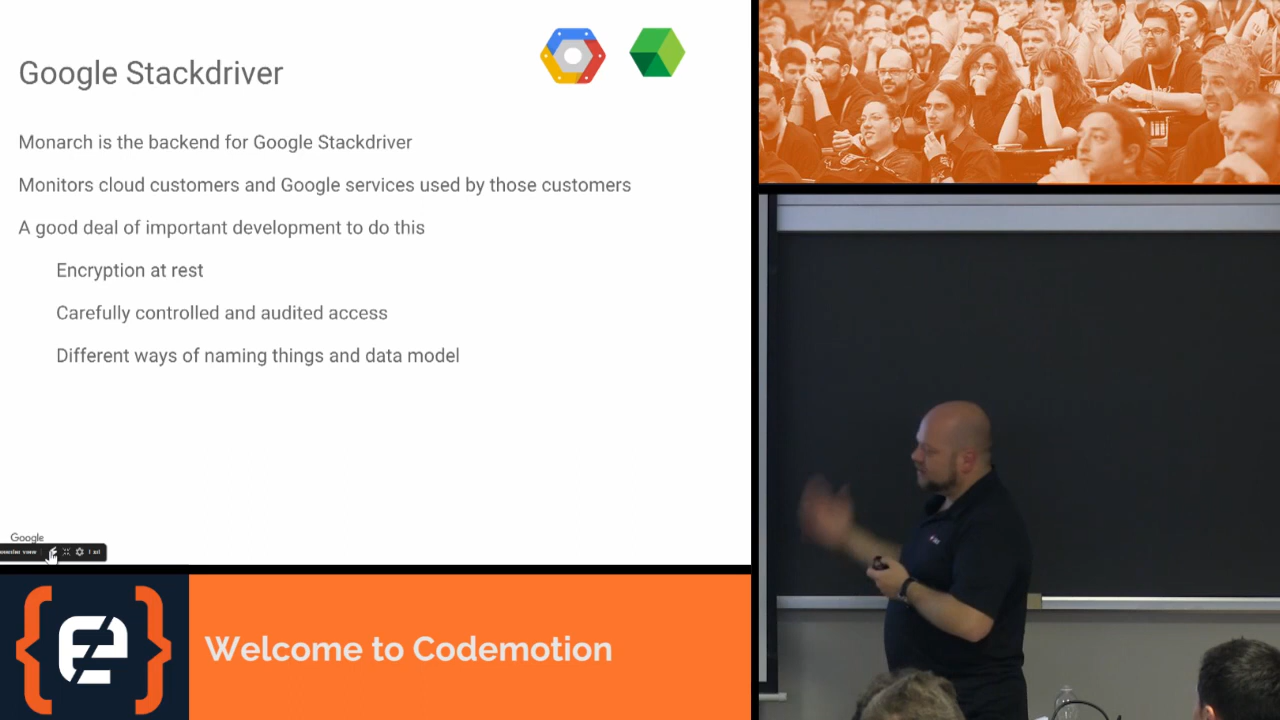 Google Stackdriver
Monarch is the backend for Google Stackdriver
Monitors cloud customers and Google services used by those customers
A good deal of important development to do this
Encryption at rest
Carefully controlled and audited access
Different ways of naming things and data model
Google
view
Welcome to Codemotion